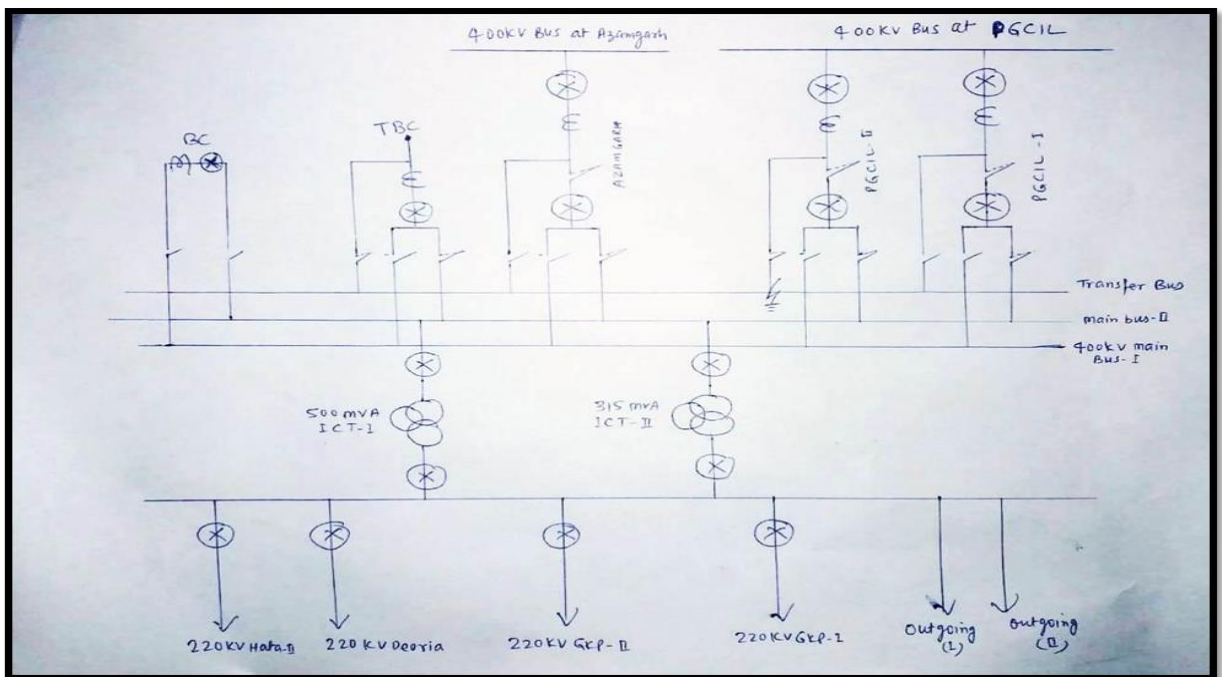 400KV Bus at Azamgarh
400KV Bus at PGCIL
BC
TBC
AZAMGARH
PGCIL-II
PGCIL-I
Transfer Bus
main bus-II
400KV main
Bus-I
500 mVA
ICT-I
315 mVA
ICT-II
220KV Hata-II
220 KV Deoria
220KV GKP-II
220KV GKP-I
Outgoing
(I)
Outgoing
(II)